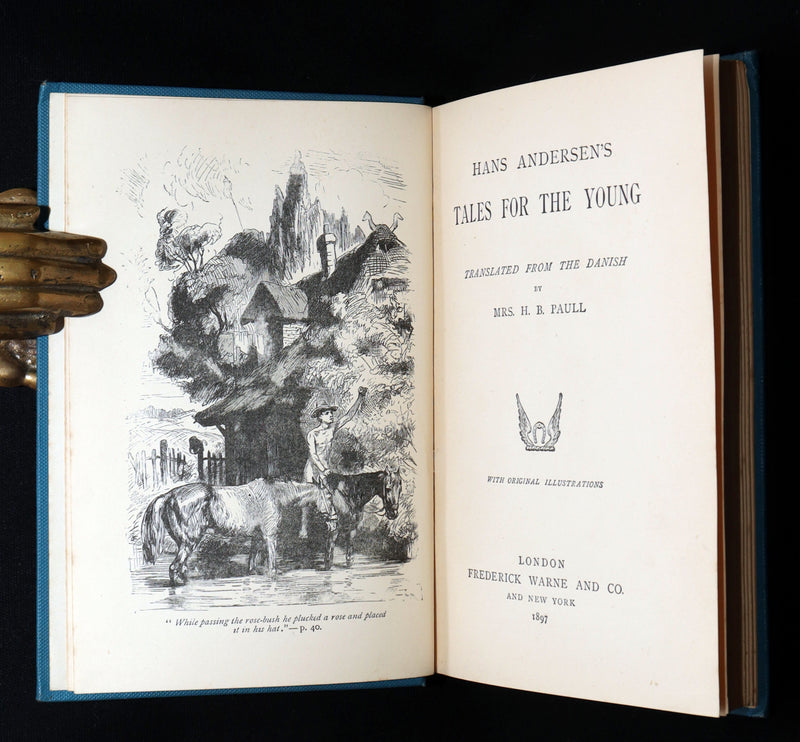 " While passing the rose-bush he plucked a rose and placed
it in his hat."—p. 40.
HANS ANDERSEN'S
TALES FOR THE YOUNG
TRANSLATED FROM THE DANISH
BY
MRS. H. B. PAULL
WITH ORIGINAL ILLUSTRATIONS
LONDON
FREDERICK WARNE AND CO.
AND NEW YORK
1897